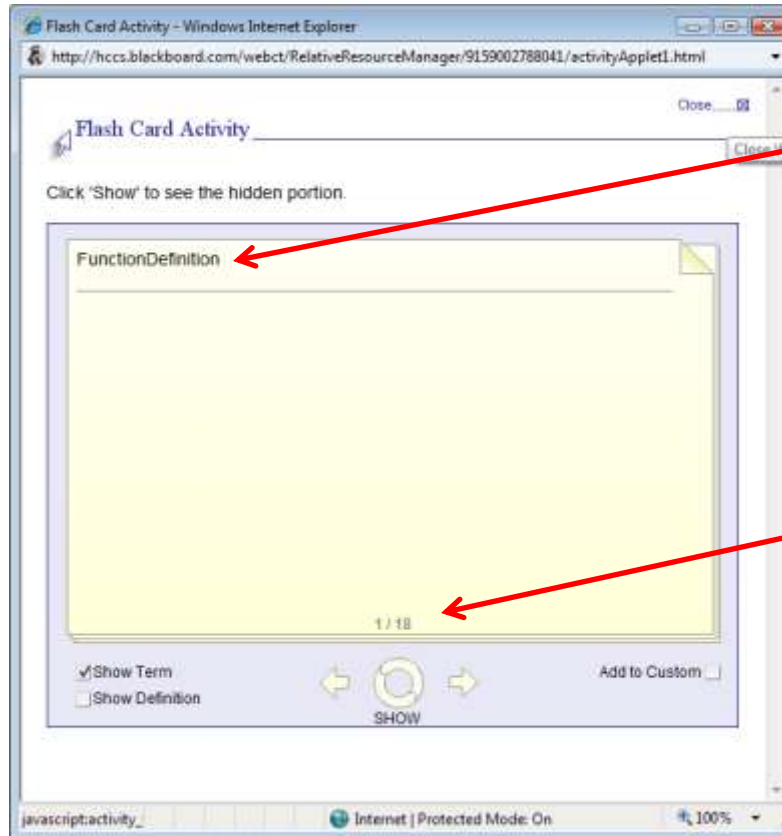 Flash Card Activity - Windows Internet Explorer
http://hccs.blackboard.com/webct/RelativeResourceManager/9159002788041/activityApplet1.html
Close
Flash Card Activity
Close
Click 'Show' to see the hidden portion.
FunctionDefinition
1 / 18
Show Term
Show Definition
SHOW
Add to Custom
javascript:activity_
Internet | Protected Mode: On
100%